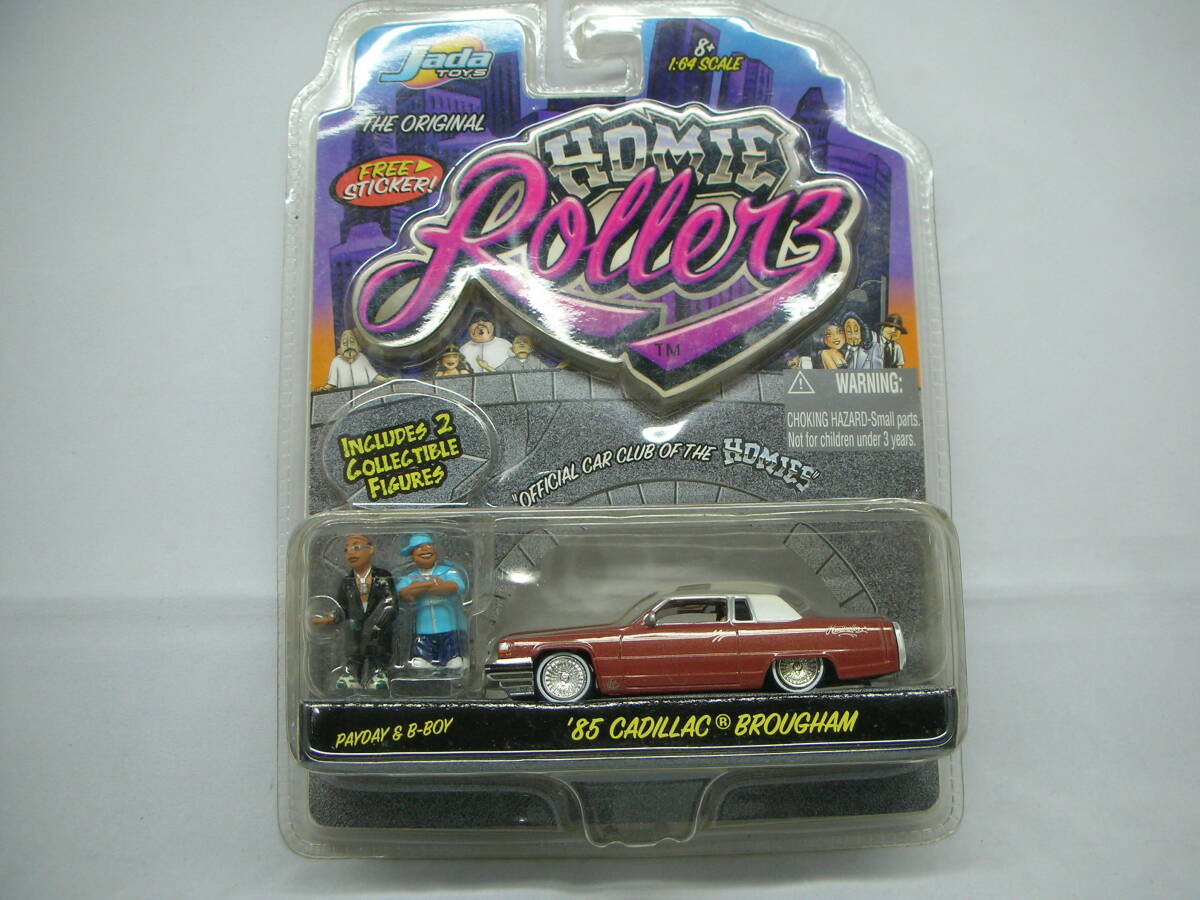 Jada
TOYS
8+
1:64 SCALE
THE ORIGINAL
FREE
STICKER!
HOMIE
Rollerz
TM
WARNING:
CHOKING HAZARD-Small parts.
Not for children under 3 years.
INCLUDES 2
COLLECTIBLE
FIGURES
"OFFICIAL CAR CLUB OF THE HOMIES"
PAYDAY & B-BOY
'85 CADILLAC® BROUGHAM